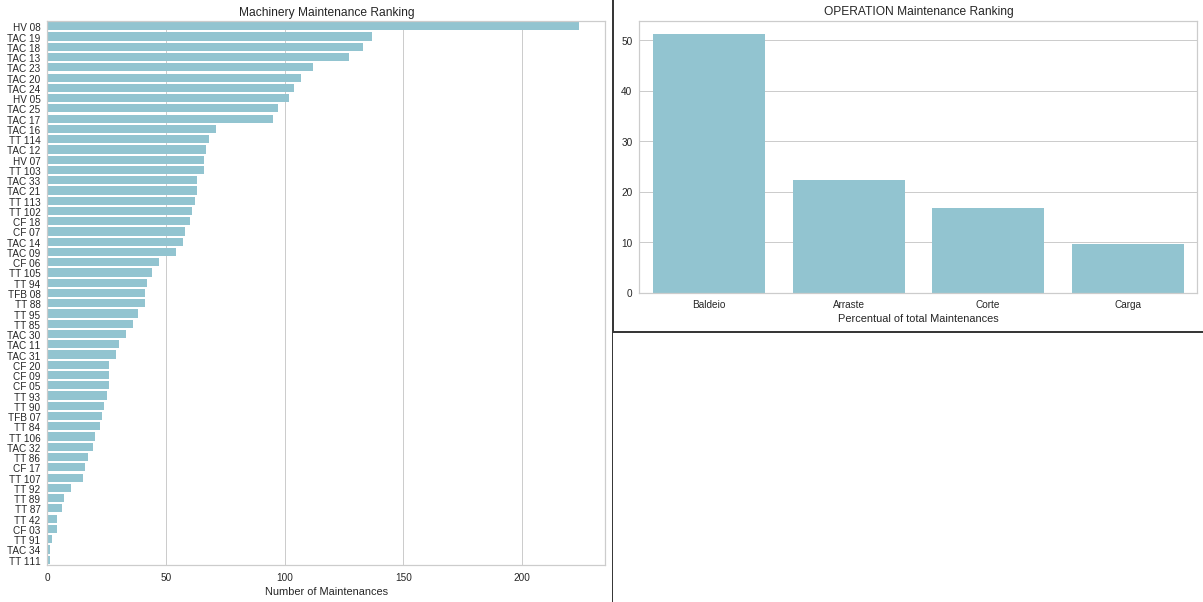 Machinery Maintenance Ranking
HV 08
TAC 19
TAC 18
TAC 13
TAC 23
TAC 20
TAC 24
HV 05
TAC 25
TAC 17
TAC 16
TT 114
TAC 12
HV 07
TT 103
TAC 33
TAC 21
TT 113
TT 102
CF 18
CF 07
TAC 14
TAC 09
CF 06
TT 105
TT 94
TFB 08
TT 88
TT 95
TT 85
TAC 30
TAC 11
TAC 31
CF 20
CF 09
CF 05
TT 93
TT 90
TFB 07
TT 84
TT 106
TAC 32
TT 86
CF 17
TT 107
TT 92
TT 89
TT 87
TT 42
CF 03
TT 91
TAC 34
TT 111
0 50 100 150 200
Number of Maintenances
OPERATION Maintenance Ranking
50
40
30
20
10
0
Baldeio Arraste Corte Carga
Percentual of total Maintenances